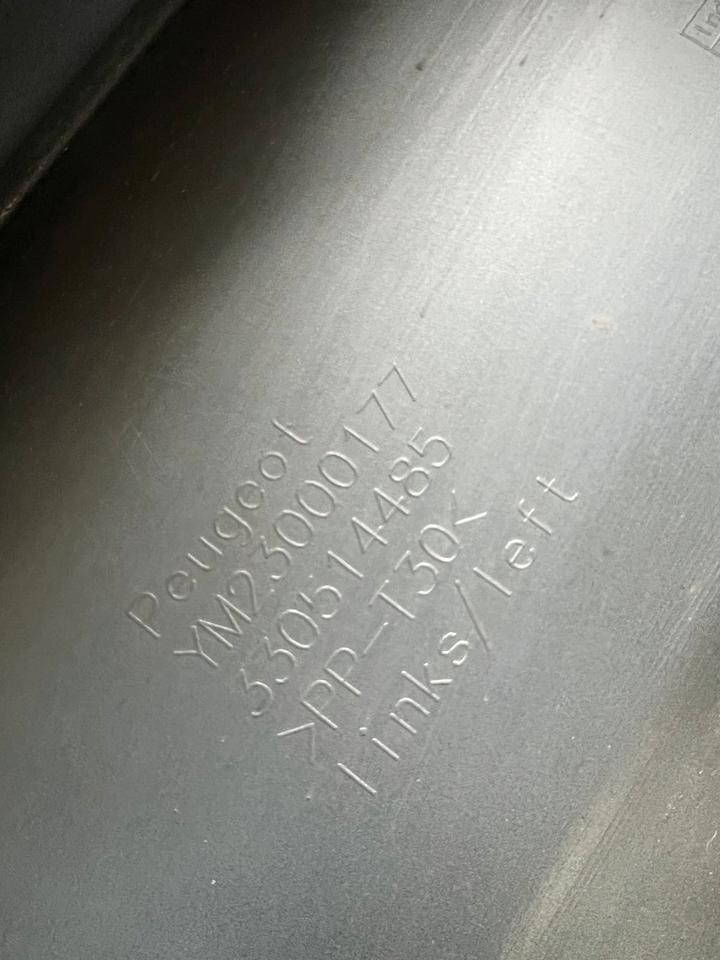 Peugeot
YM23000177
330514485
>PP-T30<
links/left